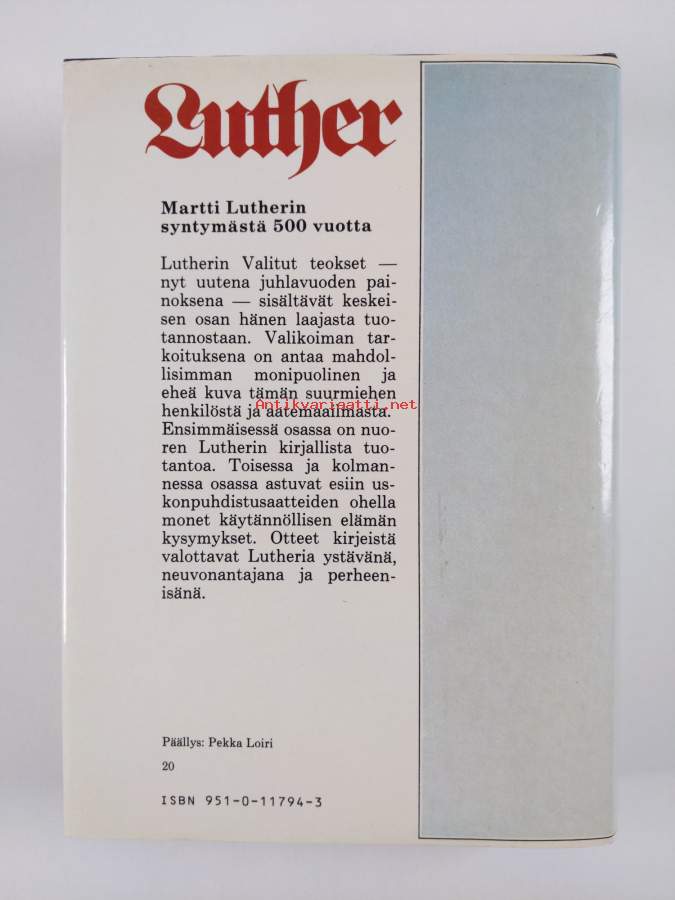 Luther
Martti Lutherin
syntymästä 500 vuotta
Lutherin Valitut teokset —
nyt uutena juhlavuoden pai-
noksena — sisältävät keskei-
sen osan hänen laajasta tuo-
tannostaan. Valikoiman tar-
koituksena on antaa mahdol-
lisimman monipuolinen ja
eheä kuva tämän suurmiehen
henkilöstä ja aatemaailmasta.
Antikvariaatti.net
Ensimmäisessä osassa on nuo-
ren Lutherin kirjallista tuo-
tantoa. Toisessa ja kolman-
nessa osassa astuvat esiin us-
konpuhdistusaatteiden ohella
monet käytännöllisen elämän
kysymykset. Otteet kirjeistä
valottavat Lutheria ystävänä,
neuvonantajana ja perheen-
isänä.
Päällys: Pekka Loiri
20
ISBN 951-0-11794-3